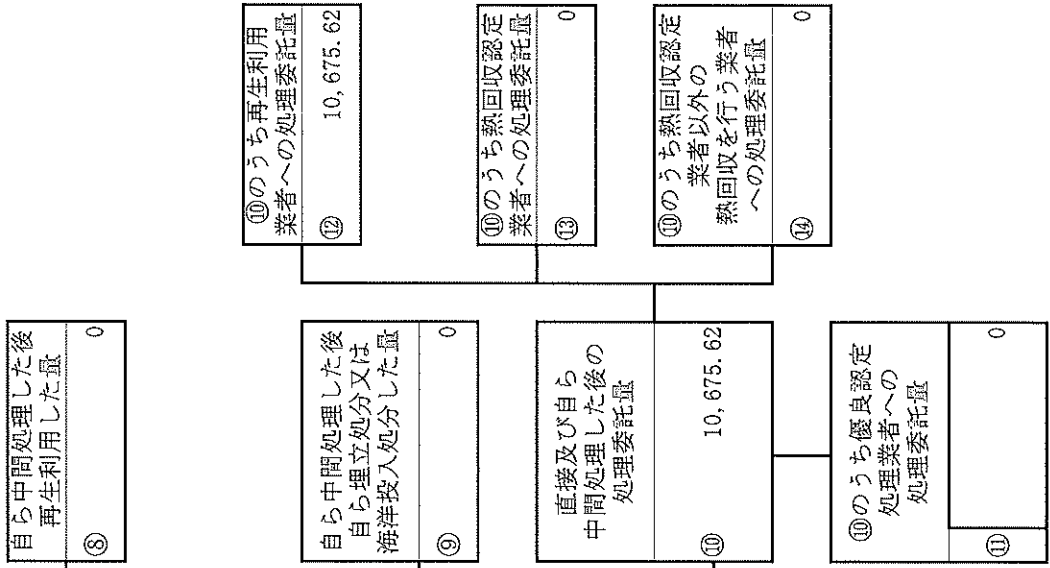 自ら中間処理した後
再生利用した量
⑧ 0
自ら中間処理した後
自ら埋立処分又は
海洋投入処分した量
⑨ 0
直接及び自ら
中間処理した後の
処理委託量
⑩ 10,675.62
⑩のうち優良認定
処理業者への
処理委託量
⑪ 0
⑩のうち再生利用
業者への処理委託量
⑫ 10,675.62
⑩のうち熱回収認定
業者への処理委託量
⑬ 0
⑩のうち熱回収認定
業者以外の
熱回収を行う業者
への処理委託量
⑭ 0